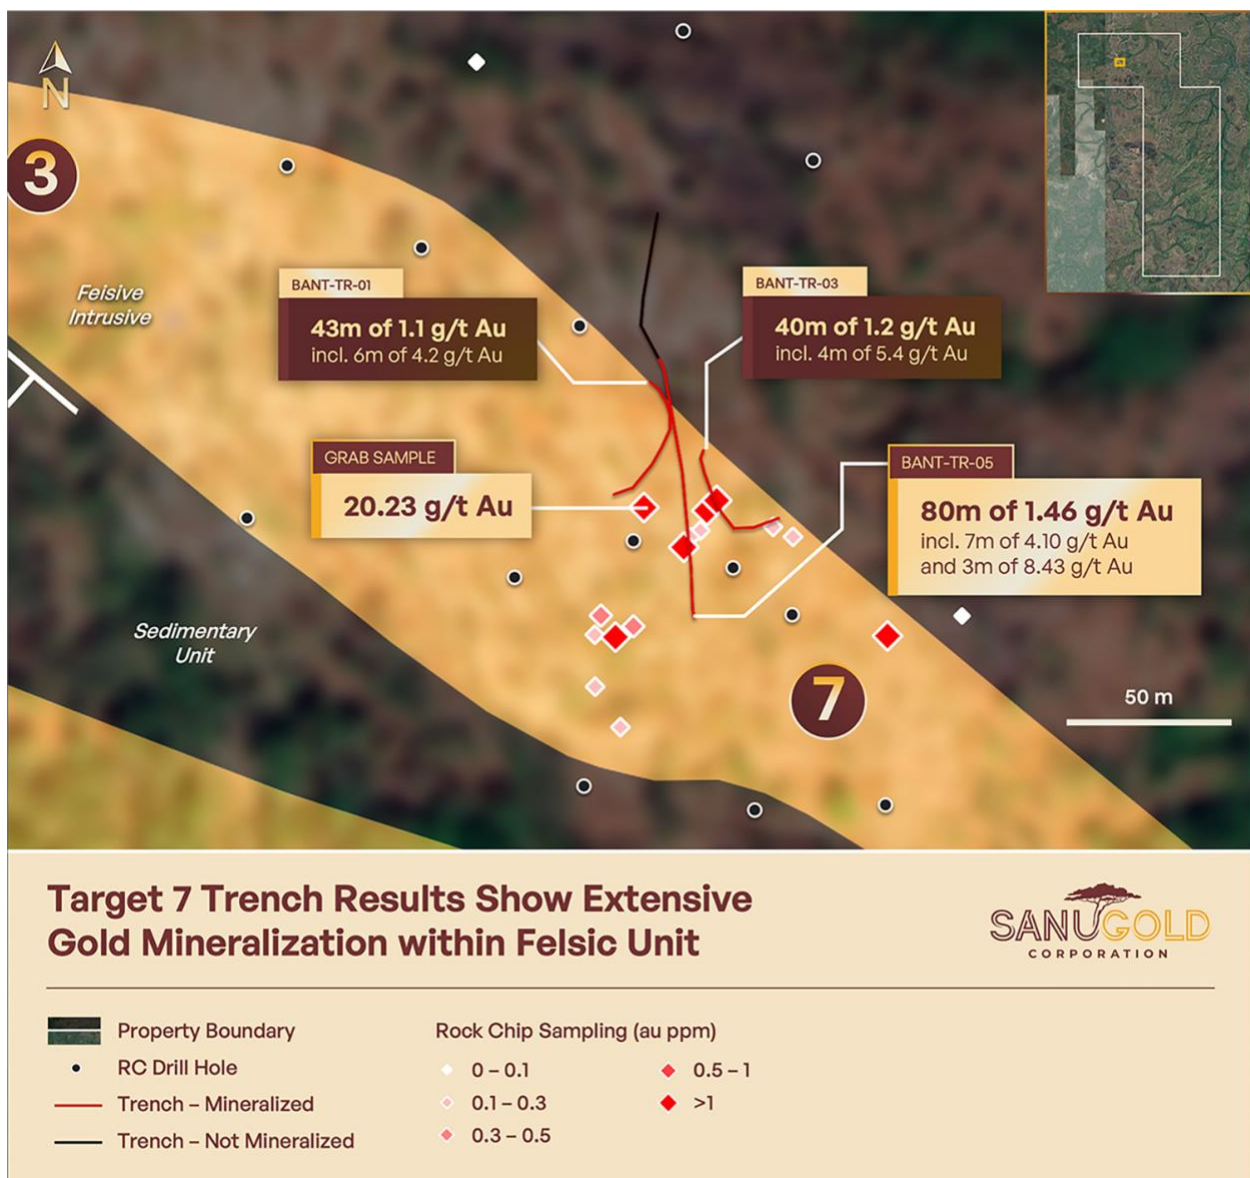 N
3
Feisive
Intrusive
BANT-TR-01
43m of 1.1 g/t Au
incl. 6m of 4.2 g/t Au
BANT-TR-03
40m of 1.2 g/t Au
incl. 4m of 5.4 g/t Au
GRAB SAMPLE
20.23 g/t Au
BANT-TR-05
80m of 1.46 g/t Au
incl. 7m of 4.10 g/t Au
and 3m of 8.43 g/t Au
Sedimentary
Unit
7
50 m
Target 7 Trench Results Show Extensive
Gold Mineralization within Felsic Unit
SANUGOLD
CORPORATION
Property Boundary
RC Drill Hole
Trench – Mineralized
Trench – Not Mineralized
Rock Chip Sampling (au ppm)
0 – 0.1
0.1 – 0.3
0.3 – 0.5
0.5 – 1
>1